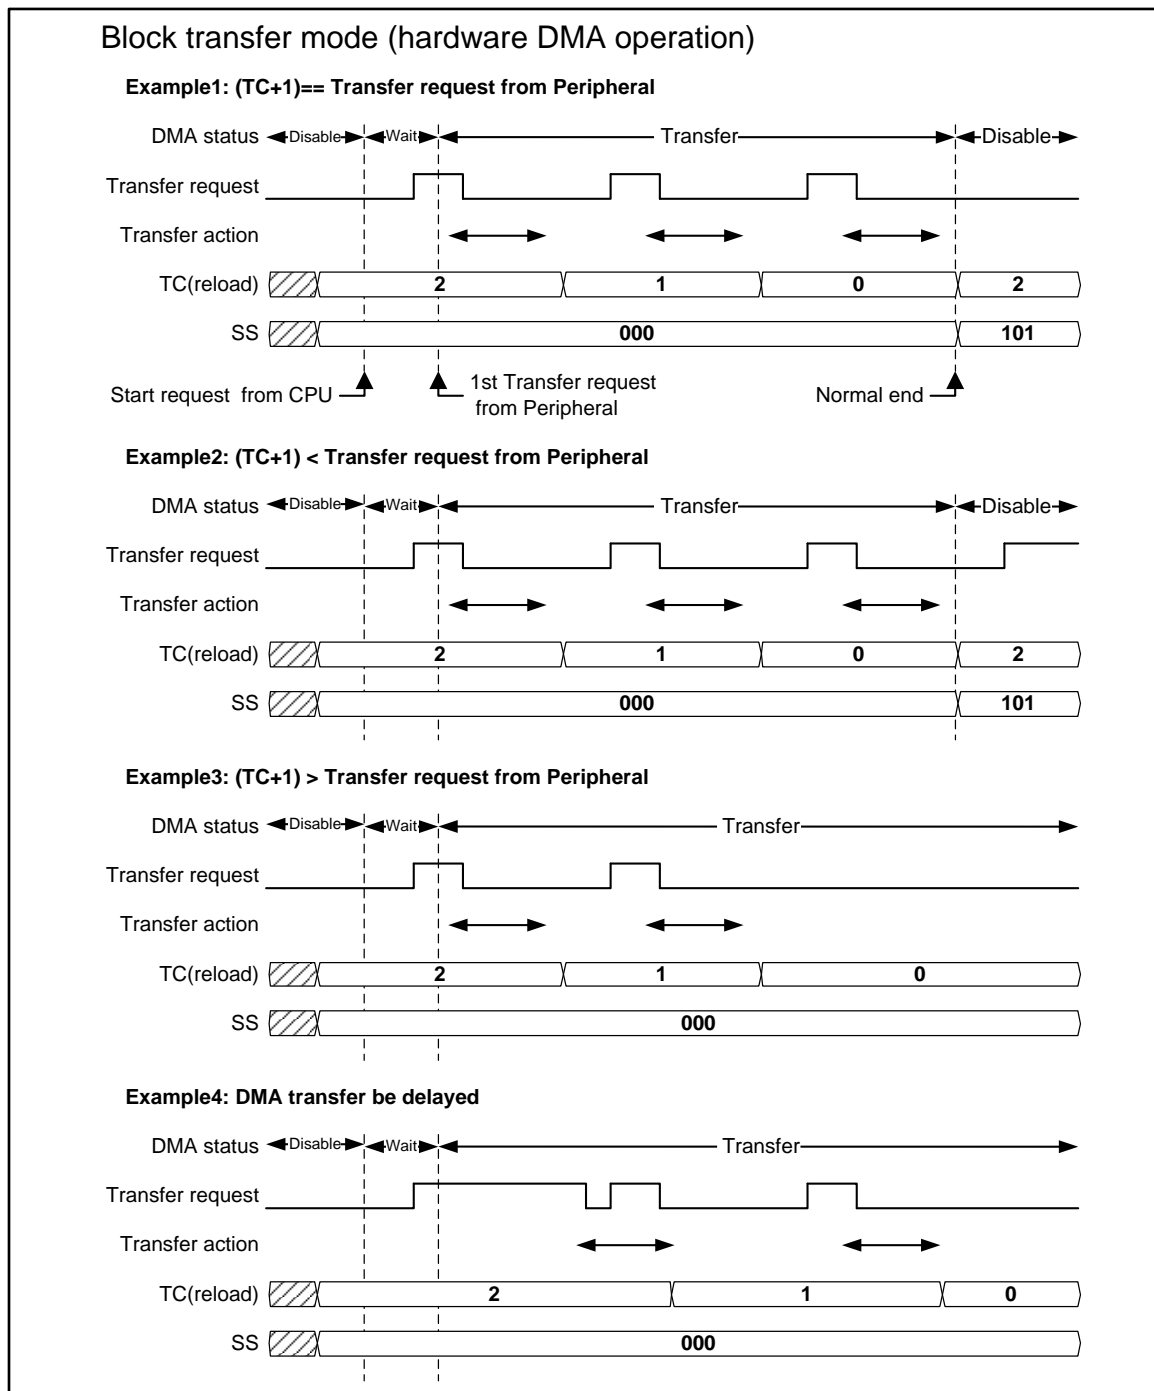 Block transfer mode (hardware DMA operation)
Example1: (TC+1)== Transfer request from Peripheral
DMA status Disable Wait Transfer Disable
Transfer request
Transfer action
TC(reload) 2 1 0 2
SS 000 101
Start request from CPU 1st Transfer request Normal end
from Peripheral
Example2: (TC+1) < Transfer request from Peripheral
DMA status Disable Wait Transfer Disable
Transfer request
Transfer action
TC(reload) 2 1 0 2
SS 000 101
Example3: (TC+1) > Transfer request from Peripheral
DMA status Disable Wait Transfer
Transfer request
Transfer action
TC(reload) 2 1 0
SS 000
Example4: DMA transfer be delayed
DMA status Disable Wait Transfer
Transfer request
Transfer action
TC(reload) 2 1 0
SS 000